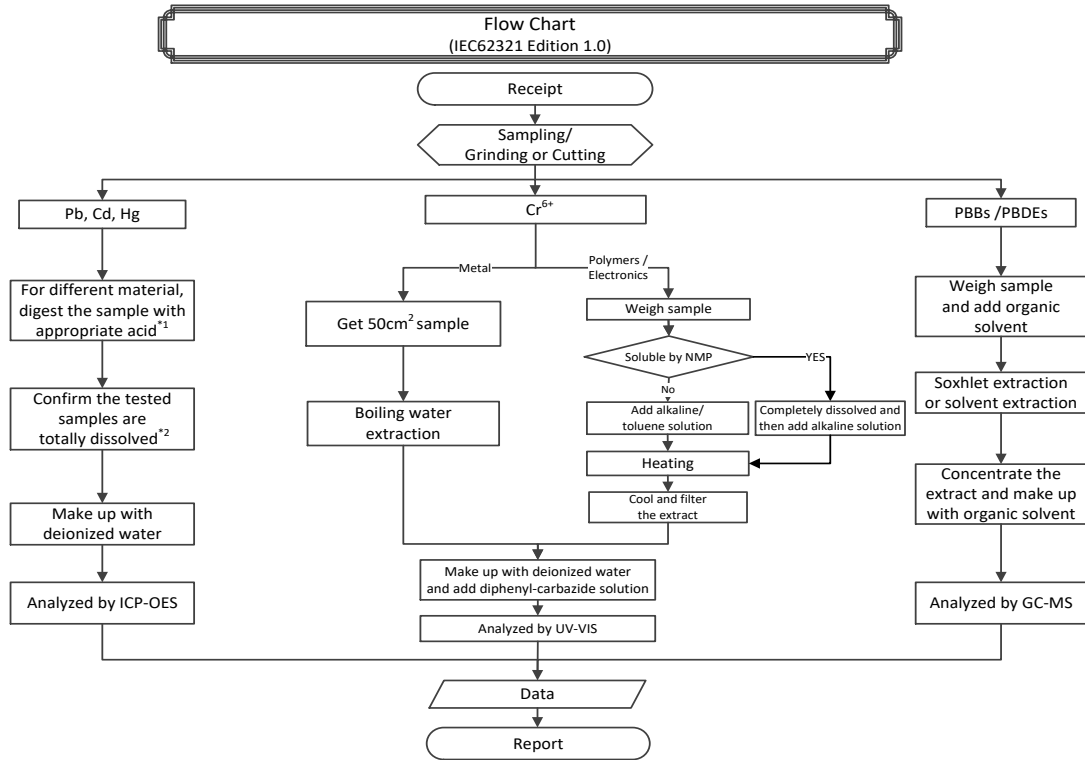 Flow Chart
(IEC62321 Edition 1.0)
Receipt
Sampling/
Grinding or Cutting
Pb, Cd, Hg
For different material,
digest the sample with
appropriate acid*1
Confirm the tested
samples are
totally dissolved*2
Make up with
deionized water
Analyzed by ICP-OES
Cr6+
Metal
Get 50cm2 sample
Boiling water
extraction
Polymers /
Electronics
Weigh sample
Soluble by NMP
YES
No
Add alkaline/
toluene solution
Completely dissolved and
then add alkaline solution
Heating
Cool and filter
the extract
Make up with deionized water
and add diphenyl-carbazide solution
Analyzed by UV-VIS
PBBs /PBDEs
Weigh sample
and add organic
solvent
Soxhlet extraction
or solvent extraction
Concentrate the
extract and make up
with organic solvent
Analyzed by GC-MS
Data
Report